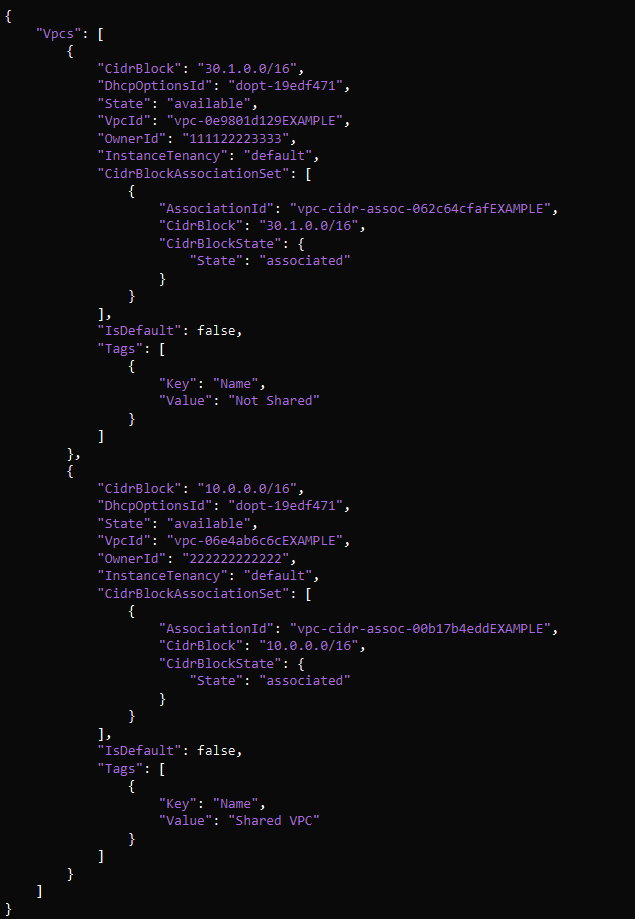 {
    "Vpcs": [
        {
            "CidrBlock": "30.1.0.0/16",
            "DhcpOptionsId": "dopt-19edf471",
            "State": "available",
            "VpcId": "vpc-0e9801d129EXAMPLE",
            "OwnerId": "111122223333",
            "InstanceTenancy": "default",
            "CidrBlockAssociationSet": [
                {
                    "AssociationId": "vpc-cidr-assoc-062c64cfafEXAMPLE",
                    "CidrBlock": "30.1.0.0/16",
                    "CidrBlockState": {
                        "State": "associated"
                    }
                }
            ],
            "IsDefault": false,
            "Tags": [
                {
                    "Key": "Name",
                    "Value": "Not Shared"
                }
            ]
        },
        {
            "CidrBlock": "10.0.0.0/16",
            "DhcpOptionsId": "dopt-19edf471",
            "State": "available",
            "VpcId": "vpc-06e4ab6c6cEXAMPLE",
            "OwnerId": "222222222222",
            "InstanceTenancy": "default",
            "CidrBlockAssociationSet": [
                {
                    "AssociationId": "vpc-cidr-assoc-00b17b4eddEXAMPLE",
                    "CidrBlock": "10.0.0.0/16",
                    "CidrBlockState": {
                        "State": "associated"
                    }
                }
            ],
            "IsDefault": false,
            "Tags": [
                {
                    "Key": "Name",
                    "Value": "Shared VPC"
                }
            ]
        }
    ]
}